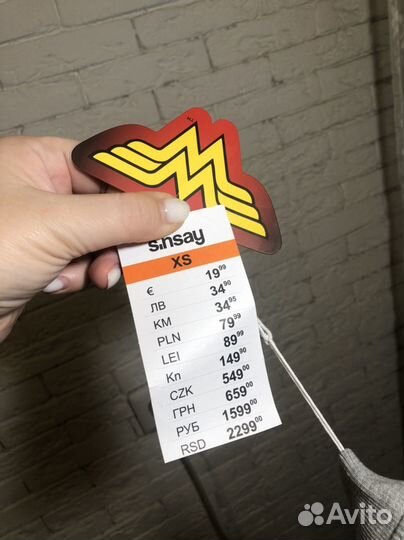 sinsay
XS
€ 19⁹⁹
ЛВ 34⁹⁰
KM 34⁹⁵
PLN 79⁹⁹
LEI 89⁹⁹
Kn 149⁹⁰
CZK 549⁰⁰
ГРН 659⁰⁰
РУБ 1599⁰⁰
RSD 2299⁰⁰
Avito